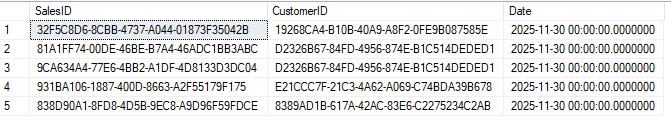 SalesID CustomerID Date
1 32F5C8D6-8CBB-4737-A044-01873F35042B 19268CA4-B10B-40A9-A8F2-0FE9B087585E 2025-11-30 00:00:00.0000000
2 81A1FF74-00DE-46BE-B7A4-46ADC1BB3ABC D2326B67-84FD-4956-874E-B1C514DEDED1 2025-11-30 00:00:00.0000000
3 9CA634A4-77E6-4BB2-A1DF-4D8133D3DC04 D2326B67-84FD-4956-874E-B1C514DEDED1 2025-11-30 00:00:00.0000000
4 931BA106-1887-400D-8663-A2F55179F175 E21CCC7F-21C3-4A62-A069-C74BDA39B678 2025-11-30 00:00:00.0000000
5 838D90A1-8FD8-4D5B-9EC8-A9D96F59FDCE 8389AD1B-617A-42AC-83E6-C2275234C2AB 2025-11-30 00:00:00.0000000